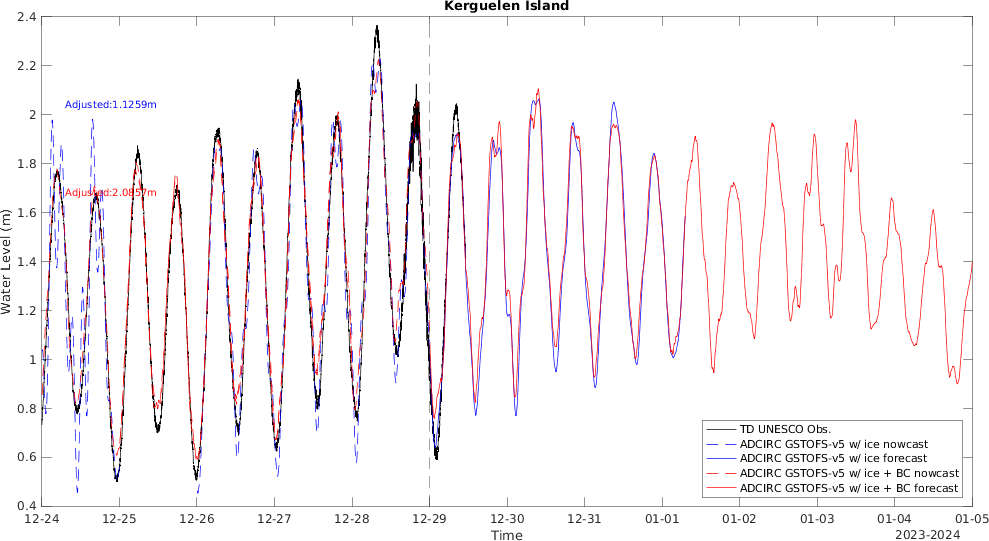 Kerguelen Island
2.4
2.2
2
1.8
1.6
1.4
1.2
1
0.8
0.6
0.4
Water Level (m)
Adjusted:1.1259m
Adjusted:2.0857m
TD UNESCO Obs.
ADCIRC GSTOFS-v5 w/ ice nowcast
ADCIRC GSTOFS-v5 w/ ice forecast
ADCIRC GSTOFS-v5 w/ ice + BC nowcast
ADCIRC GSTOFS-v5 w/ ice + BC forecast
12-24 12-25 12-26 12-27 12-28 12-29 12-30 12-31 01-01 01-02 01-03 01-04 01-05
Time
2023-2024